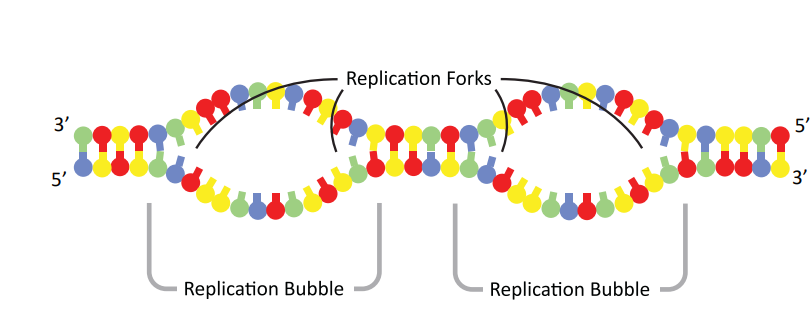 Replication Forks
3’
5’
5’
3’
Replication Bubble
Replication Bubble